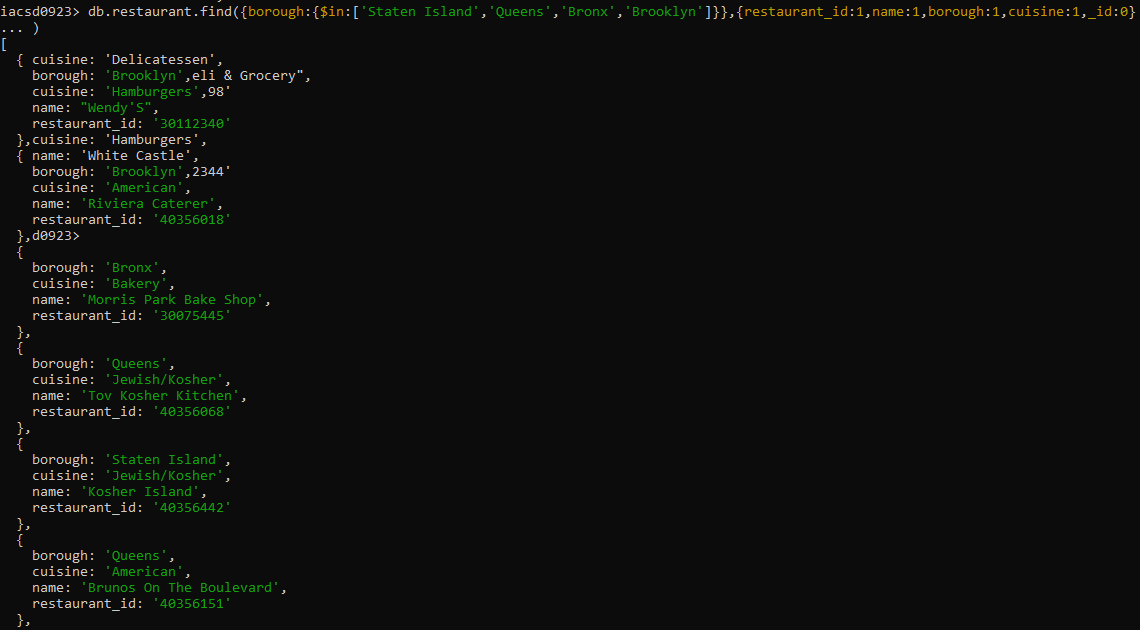 iacsd0923> db.restaurant.find({borough:{$in:['Staten Island','Queens','Bronx','Brooklyn']}},{restaurant_id:1,name:1,borough:1,cuisine:1,_id:0}
... )
[
  { cuisine: 'Delicatessen',
    borough: 'Brooklyn',eli & Grocery",
    cuisine: 'Hamburgers',98'
    name: "Wendy'S",
    restaurant_id: '30112340'
  },cuisine: 'Hamburgers',
  { name: 'White Castle',
    borough: 'Brooklyn',2344'
    cuisine: 'American',
    name: 'Riviera Caterer',
    restaurant_id: '40356018'
  },d0923>
  {
    borough: 'Bronx',
    cuisine: 'Bakery',
    name: 'Morris Park Bake Shop',
    restaurant_id: '30075445'
  },
  {
    borough: 'Queens',
    cuisine: 'Jewish/Kosher',
    name: 'Tov Kosher Kitchen',
    restaurant_id: '40356068'
  },
  {
    borough: 'Staten Island',
    cuisine: 'Jewish/Kosher',
    name: 'Kosher Island',
    restaurant_id: '40356442'
  },
  {
    borough: 'Queens',
    cuisine: 'American',
    name: 'Brunos On The Boulevard',
    restaurant_id: '40356151'
  },